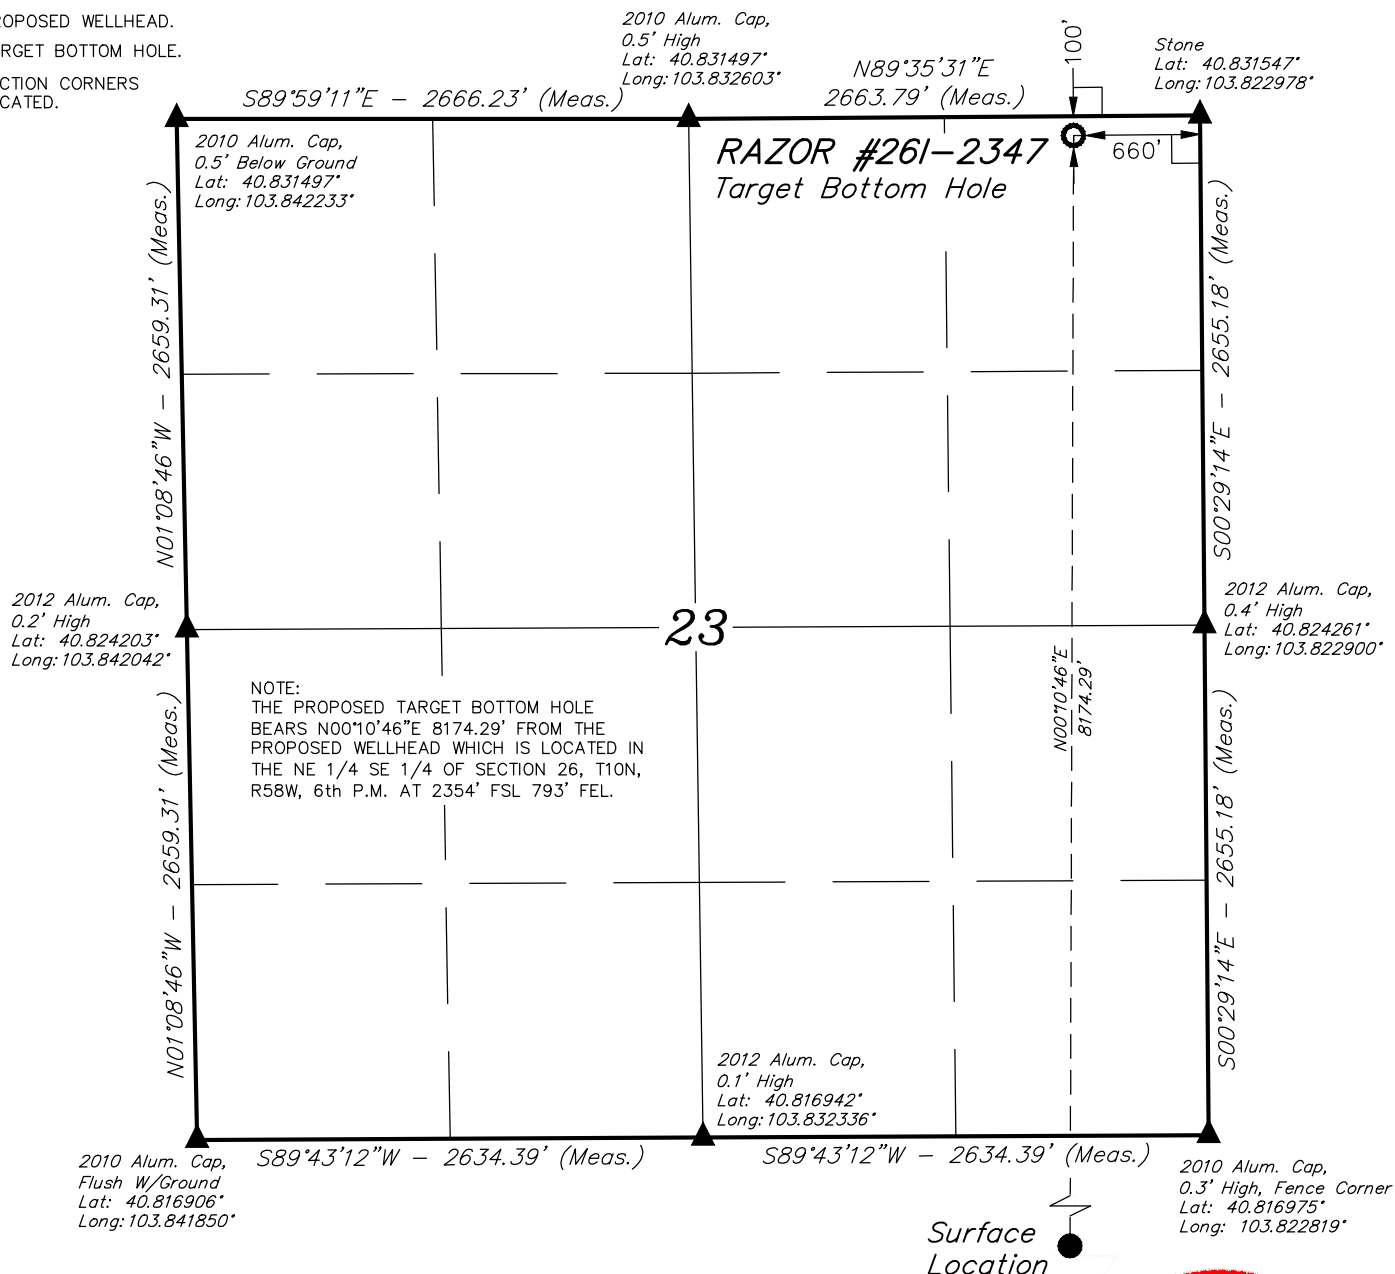 OPOSED WELLHEAD.
RGET BOTTOM HOLE.
CTION CORNERS
CATED.
2010 Alum. Cap,
0.5' High
Lat: 40.831497°
Long:103.832603°
100'
Stone
Lat: 40.831547°
Long:103.822978°
S89°59'11"E - 2666.23' (Meas.)
N89°35'31"E
2663.79' (Meas.)
2010 Alum. Cap,
0.5' Below Ground
Lat: 40.831497°
Long:103.842233°
RAZOR #26I-2347
Target Bottom Hole
660'
N01°08'46"W - 2659.31' (Meas.)
S00°29'14"E - 2655.18' (Meas.)
2012 Alum. Cap,
0.2' High
Lat: 40.824203°
Long:103.842042°
23
2012 Alum. Cap,
0.4' High
Lat: 40.824261°
Long:103.822900°
NOTE:
THE PROPOSED TARGET BOTTOM HOLE
BEARS N00°10'46"E 8174.29' FROM THE
PROPOSED WELLHEAD WHICH IS LOCATED IN
THE NE 1/4 SE 1/4 OF SECTION 26, T10N,
R58W, 6th P.M. AT 2354' FSL 793' FEL.
N00°10'46"E
8174.29'
N01°08'46"W - 2659.31' (Meas.)
S00°29'14"E - 2655.18' (Meas.)
2012 Alum. Cap,
0.1' High
Lat: 40.816942°
Long:103.832336°
2010 Alum. Cap,
Flush W/Ground
Lat: 40.816906°
Long:103.841850°
S89°43'12"W - 2634.39' (Meas.)
S89°43'12"W - 2634.39' (Meas.)
2010 Alum. Cap,
0.3' High, Fence Corner
Lat: 40.816975°
Long: 103.822819°
Surface
Location